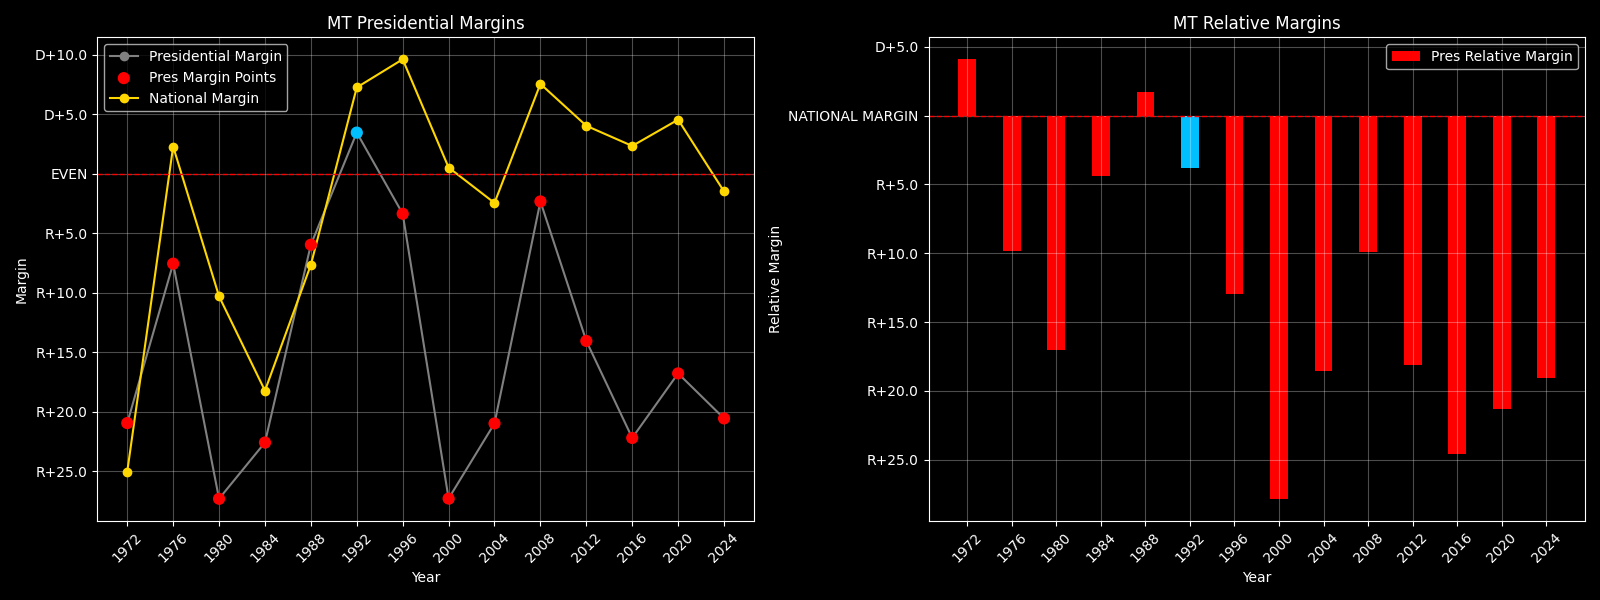 MT Presidential Margins
Presidential Margin
Pres Margin Points
National Margin
D+10.0
D+5.0
EVEN
R+5.0
R+10.0
R+15.0
R+20.0
R+25.0
Margin
1972
1976
1980
1984
1988
1992
1996
2000
2004
2008
2012
2016
2020
2024
Year
MT Relative Margins
Pres Relative Margin
D+5.0
NATIONAL MARGIN
R+5.0
R+10.0
R+15.0
R+20.0
R+25.0
Relative Margin
1972
1976
1980
1984
1988
1992
1996
2000
2004
2008
2012
2016
2020
2024
Year